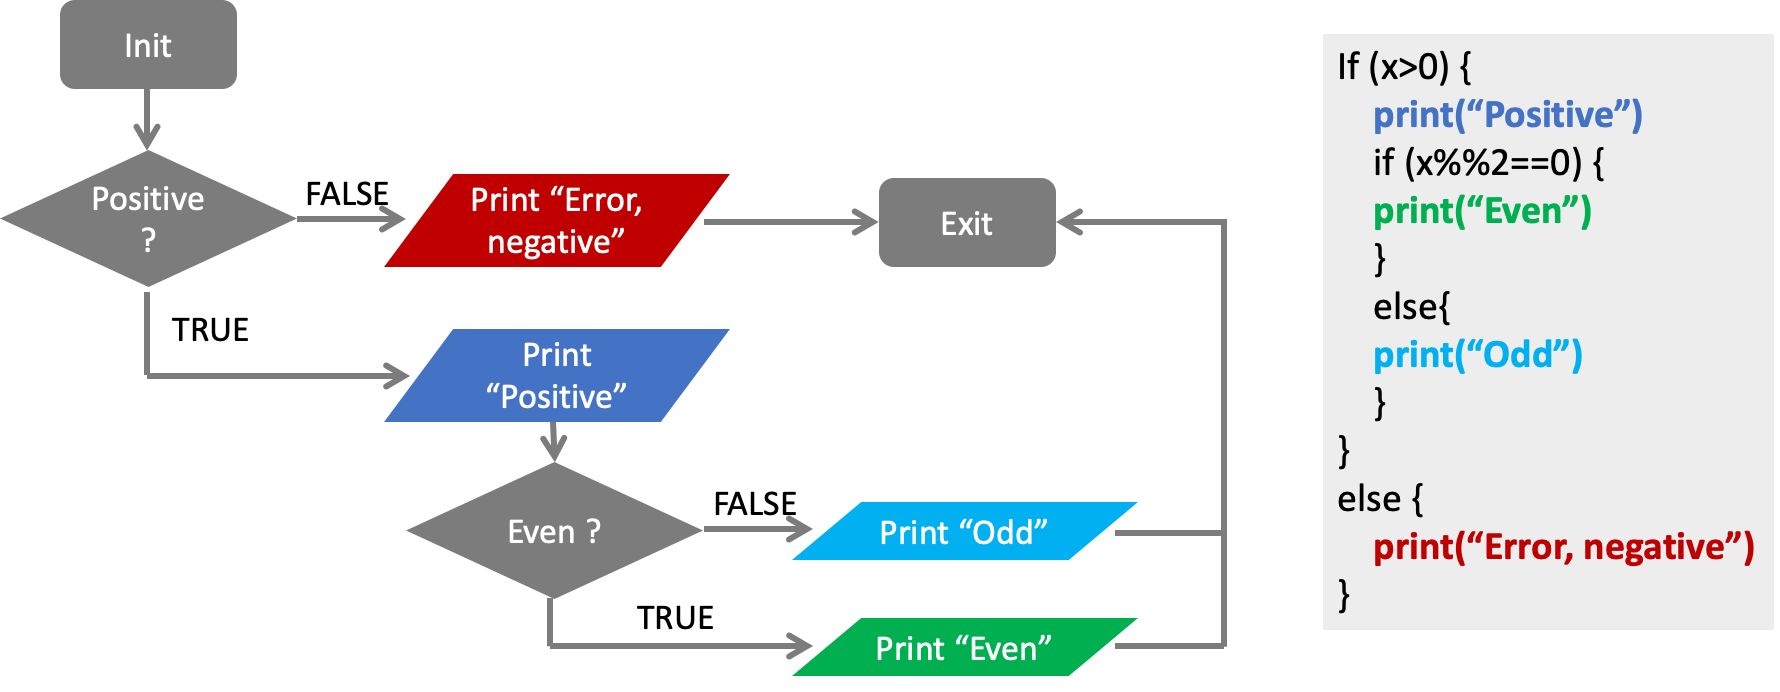 Init
Positive
?
FALSE
Print “Error,
negative”
Exit
TRUE
Print
“Positive”
Even ?
FALSE
Print “Odd”
TRUE
Print “Even”
If (x>0) {
print(“Positive”)
if (x%%2==0) {
print(“Even”)
}
else{
print(“Odd”)
}
}
else {
print(“Error, negative”)
}